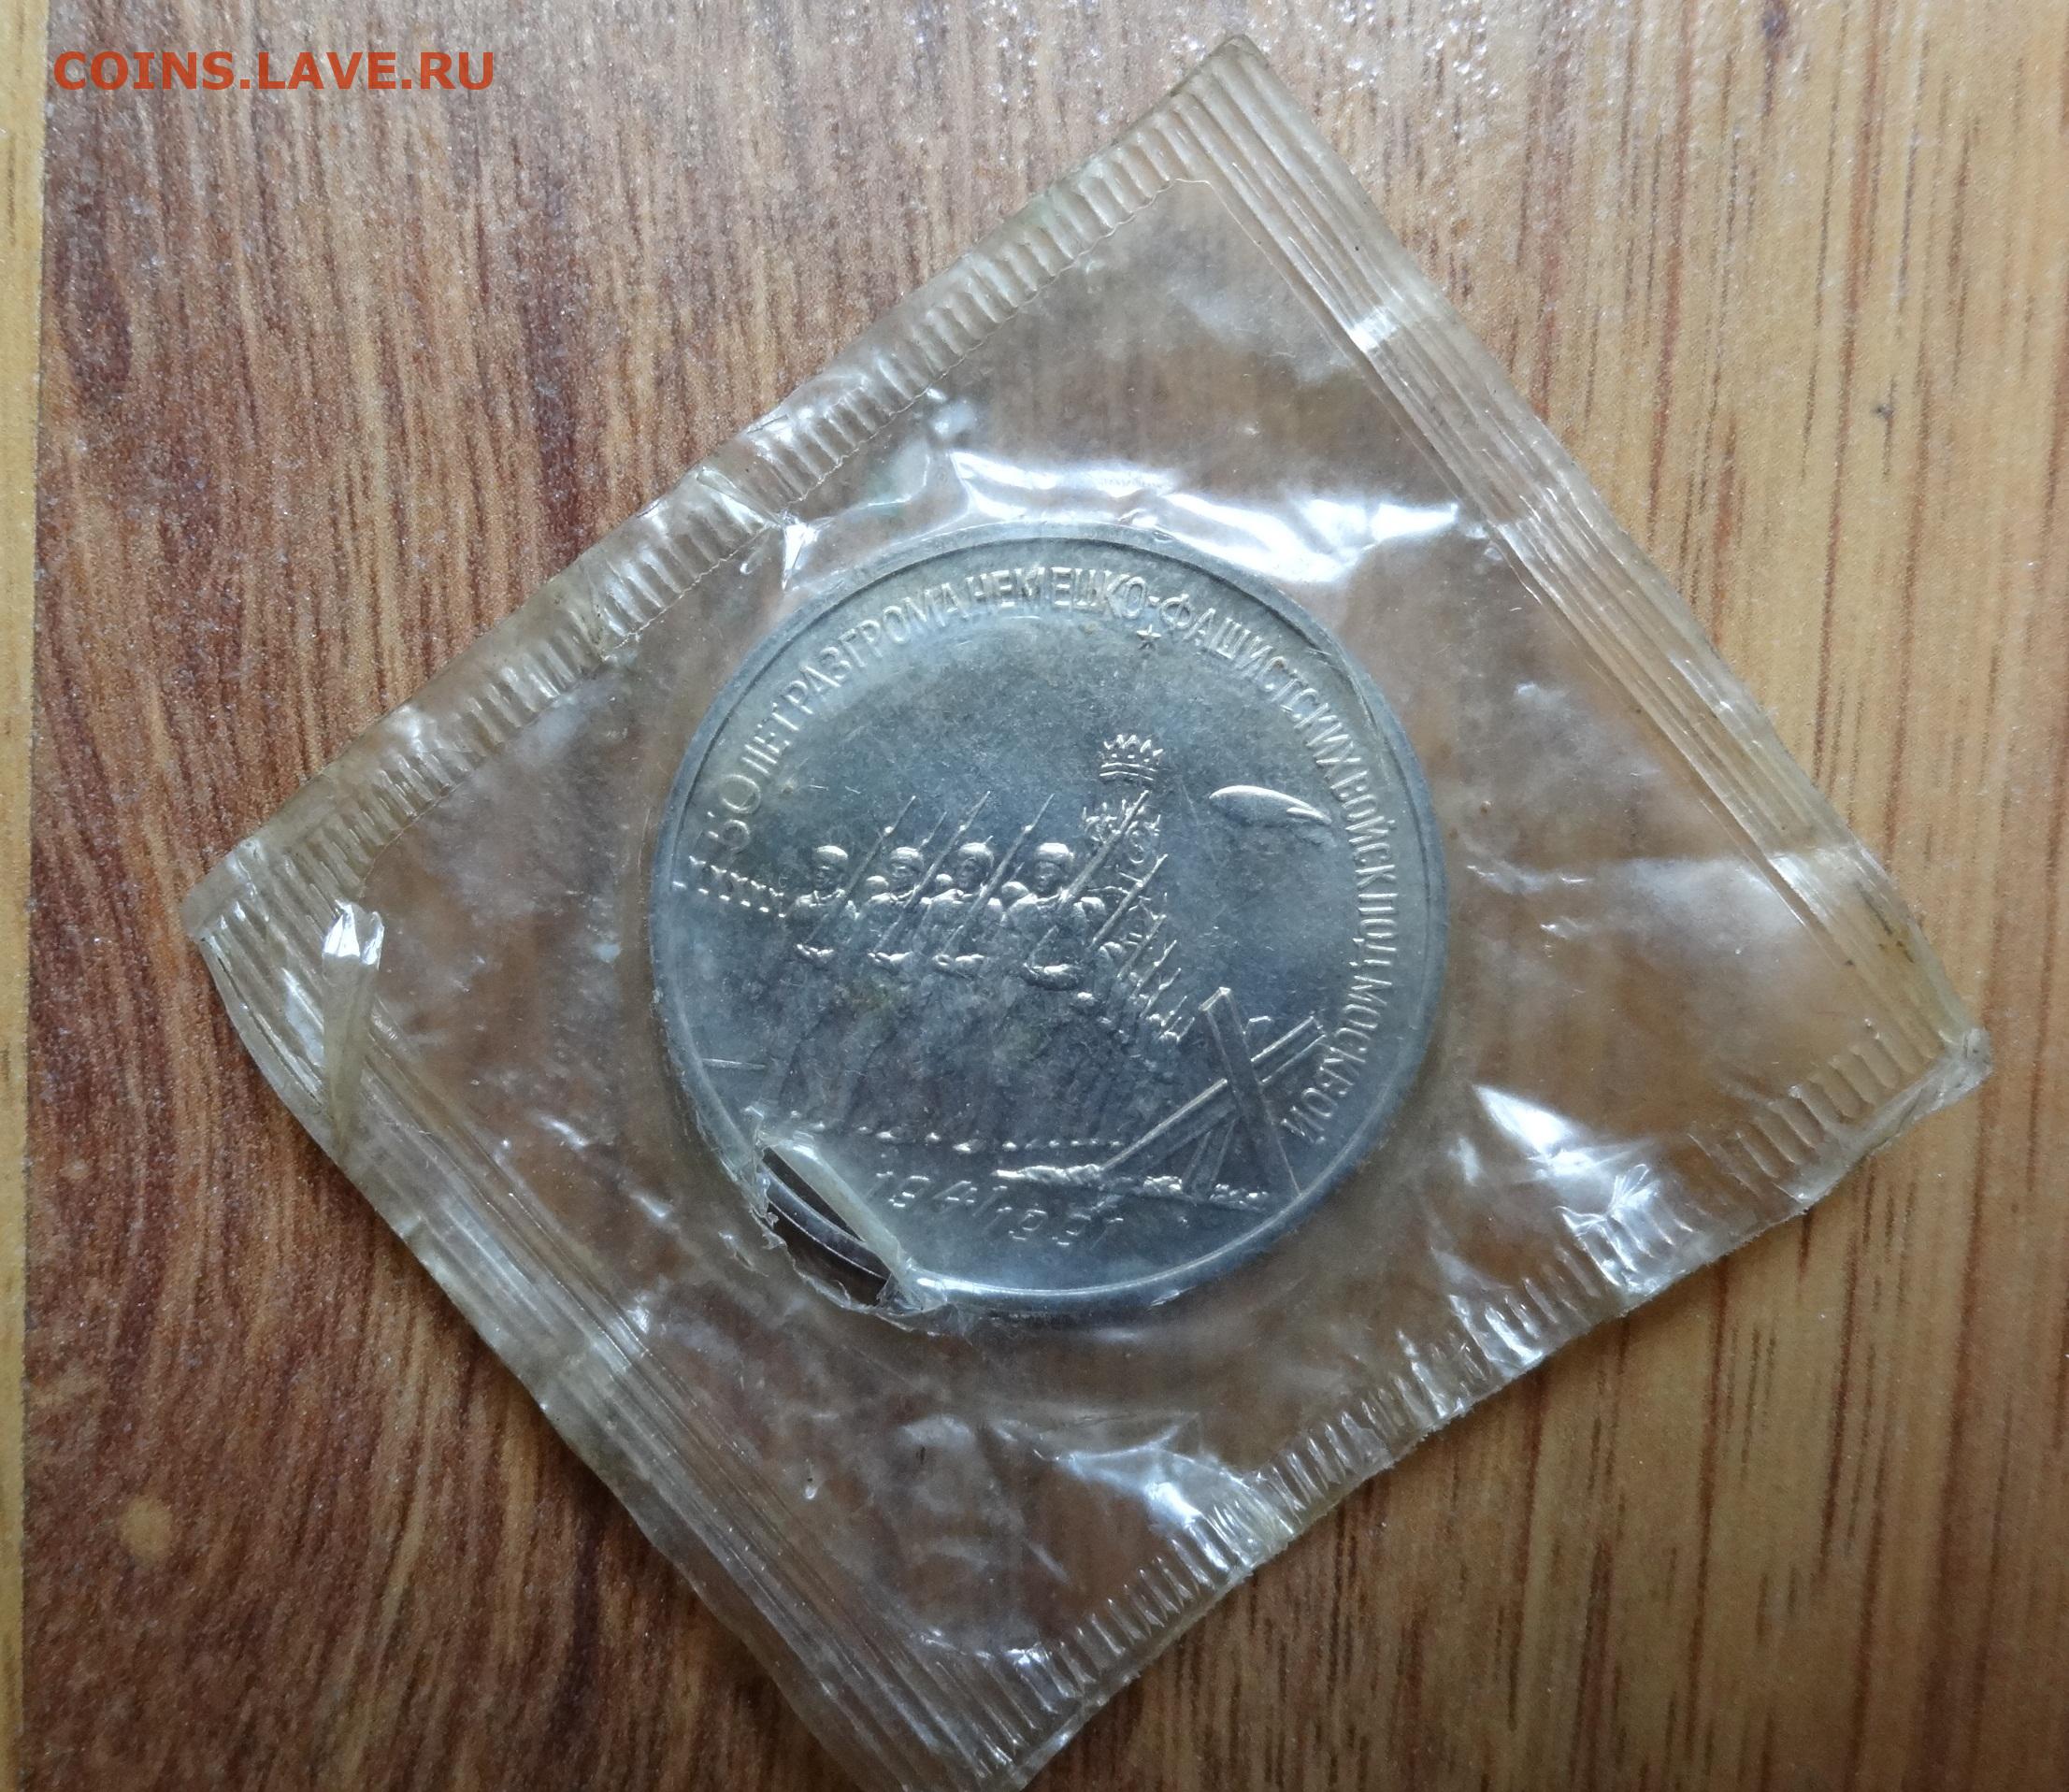 COINS.LAVE.RU
50 ЛЕТ РАЗГРОМА НЕМЕЦКО-ФАШИСТСКИХ ВОЙСК ПОД МОСКВОЙ
1941 1991